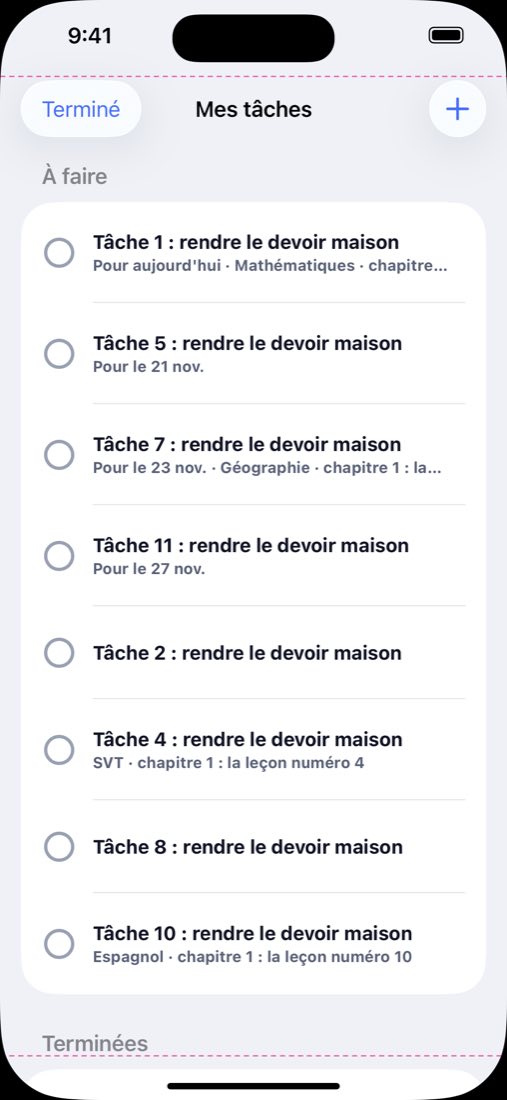 9:41
Terminé
Mes tâches
À faire
Tâche 1 : rendre le devoir maison
Pour aujourd'hui · Mathématiques · chapitre...
Tâche 5 : rendre le devoir maison
Pour le 21 nov.
Tâche 7 : rendre le devoir maison
Pour le 23 nov. · Géographie · chapitre 1 : la...
Tâche 11 : rendre le devoir maison
Pour le 27 nov.
Tâche 2 : rendre le devoir maison
Tâche 4 : rendre le devoir maison
SVT · chapitre 1 : la leçon numéro 4
Tâche 8 : rendre le devoir maison
Tâche 10 : rendre le devoir maison
Espagnol · chapitre 1 : la leçon numéro 10
Terminées